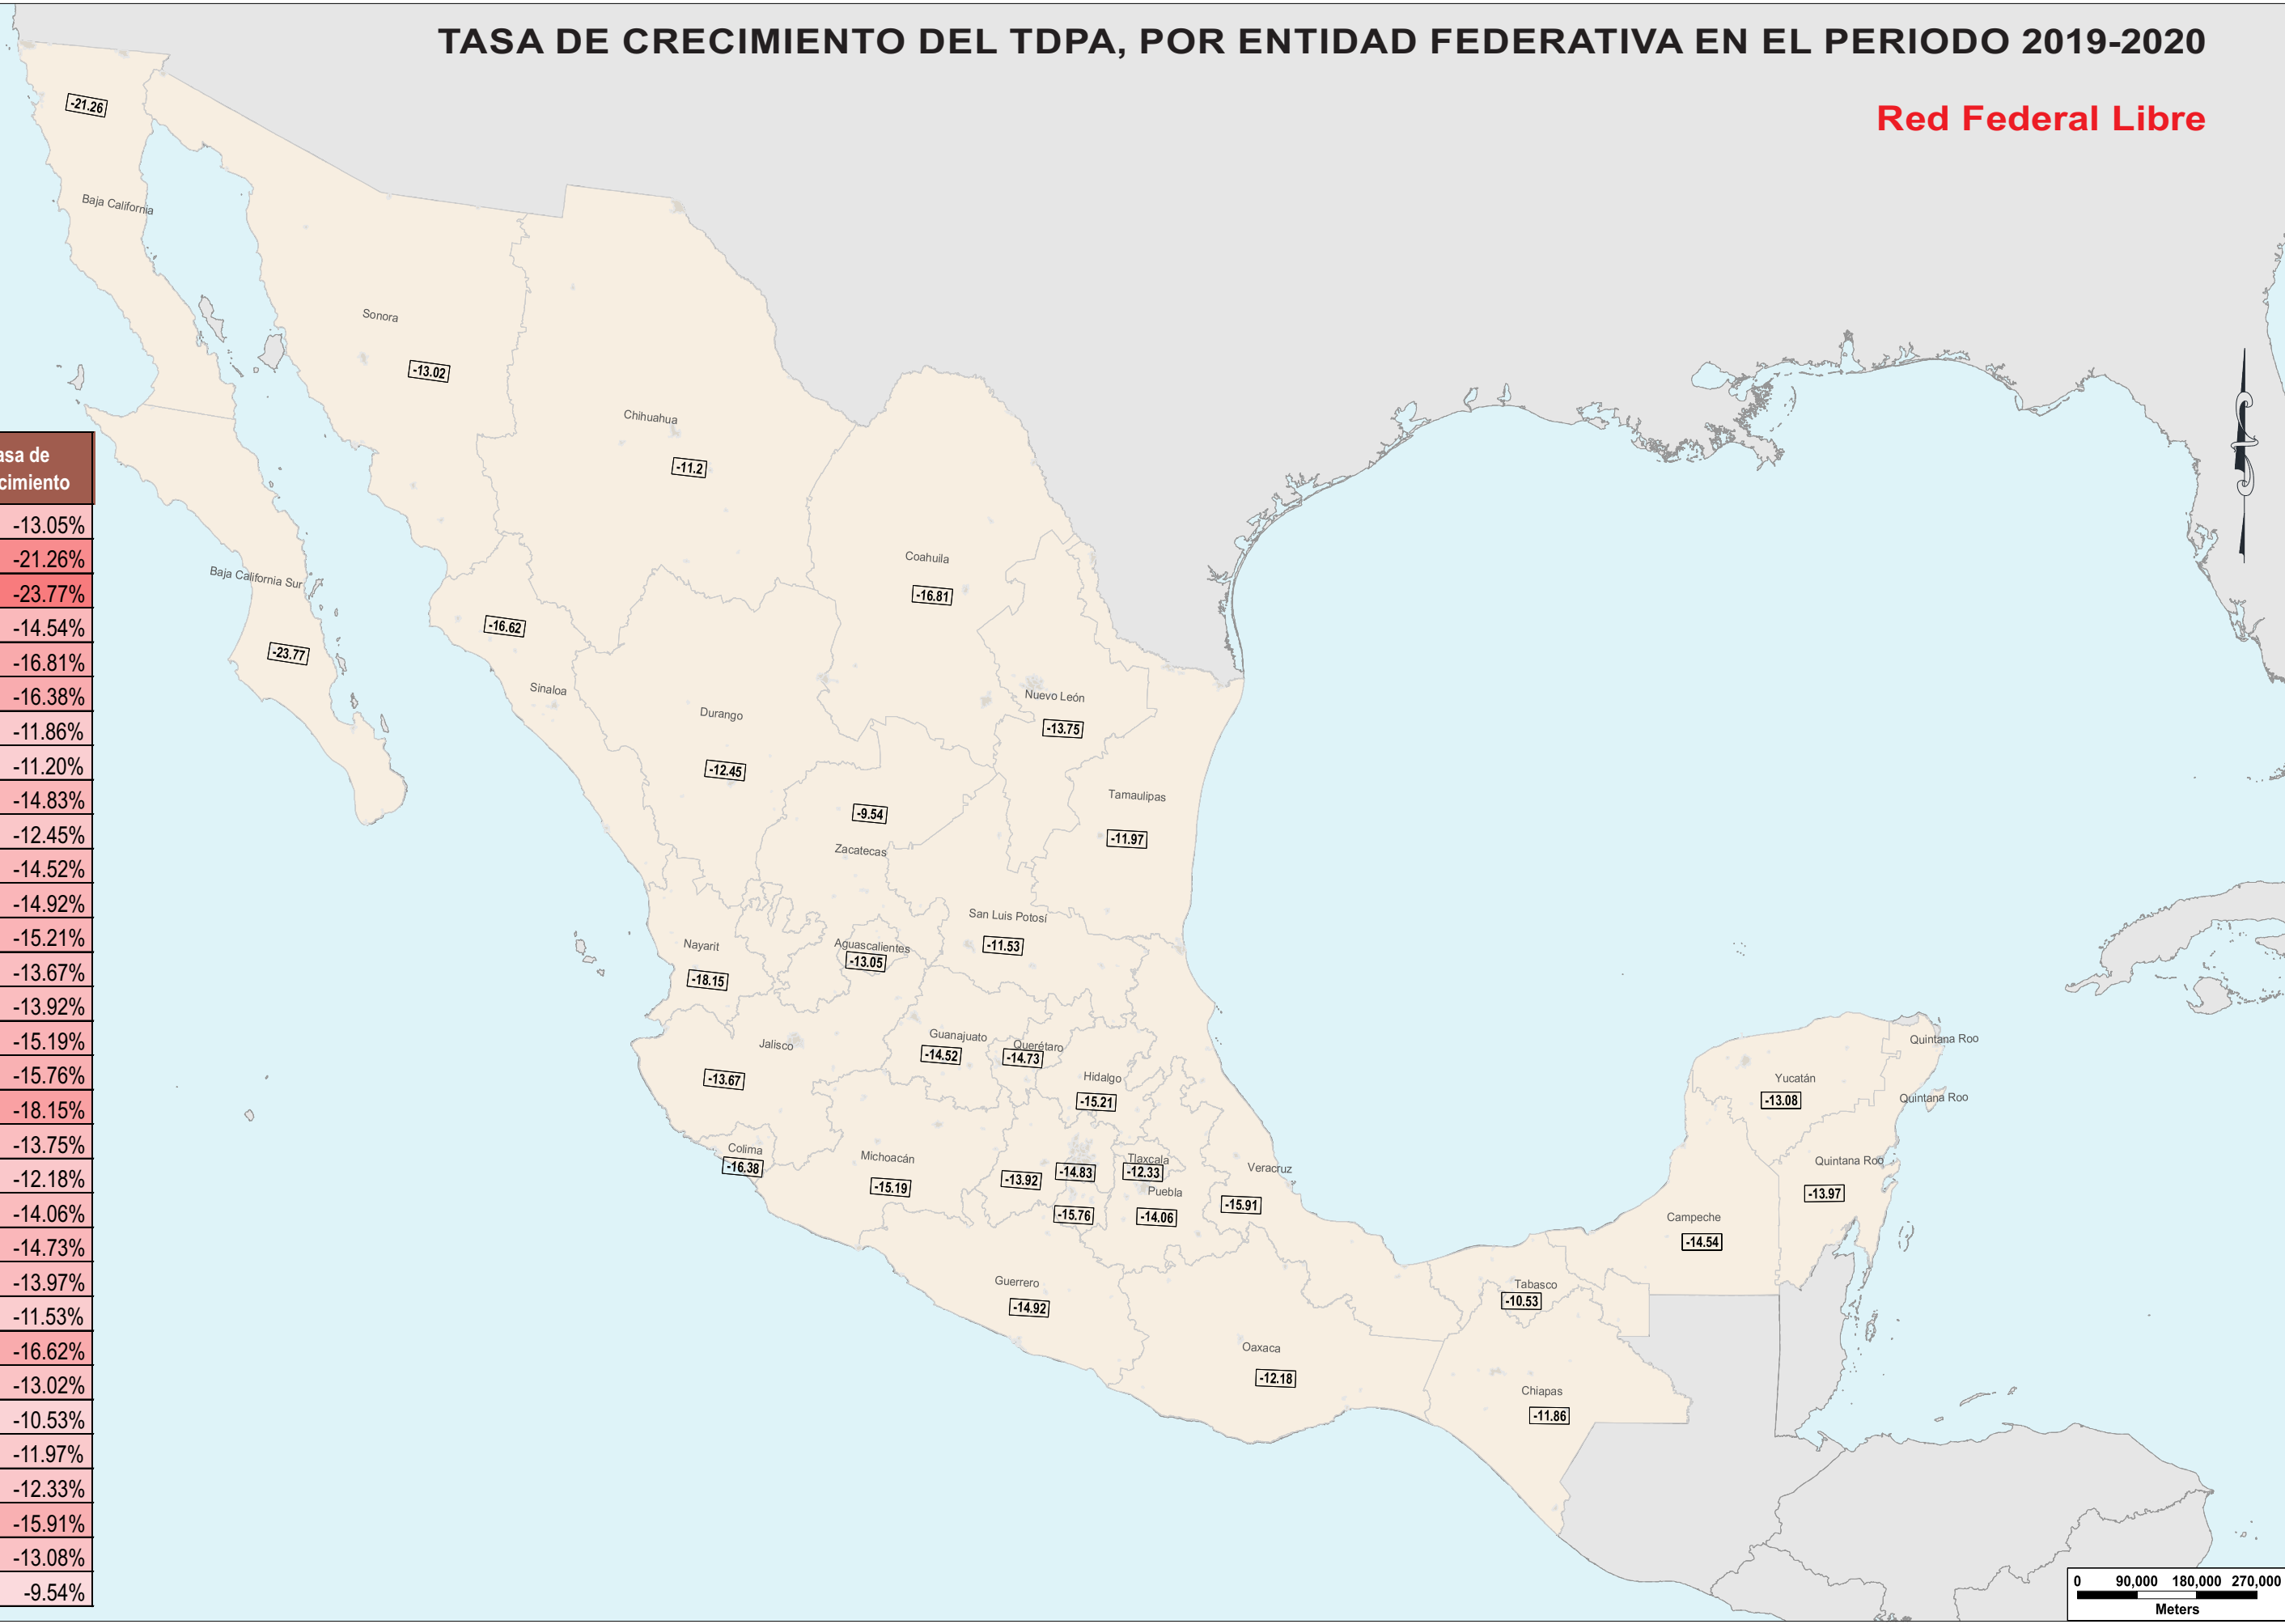 TASA DE CRECIMIENTO DEL TDPA, POR ENTIDAD FEDERATIVA EN EL PERIODO 2019-2020
Red Federal Libre
-21.26
Baja California
Sonora
-13.02
Chihuahua
-11.2
Coahuila
-16.81
Baja California Sur
-23.77
-16.62
Sinaloa
Durango
-12.45
Nuevo León
-13.75
Tamaulipas
-11.97
-9.54
Zacatecas
San Luis Potosí
-11.53
Nayarit
-18.15
Aguascalientes
-13.05
Jalisco
-13.67
Guanajuato
-14.52
Querétaro
-14.73
Hidalgo
-15.21
Colima
-16.38
Michoacán
-15.19
-13.92
-14.83
-15.76
Tlaxcala
-12.33
Puebla
-14.06
Veracruz
-15.91
Guerrero
-14.92
Oaxaca
-12.18
Tabasco
-10.53
Chiapas
-11.86
Campeche
-14.54
Yucatán
-13.08
Quintana Roo
Quintana Roo
Quintana Roo
-13.97
asa de
cimiento
-13.05%
-21.26%
-23.77%
-14.54%
-16.81%
-16.38%
-11.86%
-11.20%
-14.83%
-12.45%
-14.52%
-14.92%
-15.21%
-13.67%
-13.92%
-15.19%
-15.76%
-18.15%
-13.75%
-12.18%
-14.06%
-14.73%
-13.97%
-11.53%
-16.62%
-13.02%
-10.53%
-11.97%
-12.33%
-15.91%
-13.08%
-9.54%
0 90,000 180,000 270,000
Meters